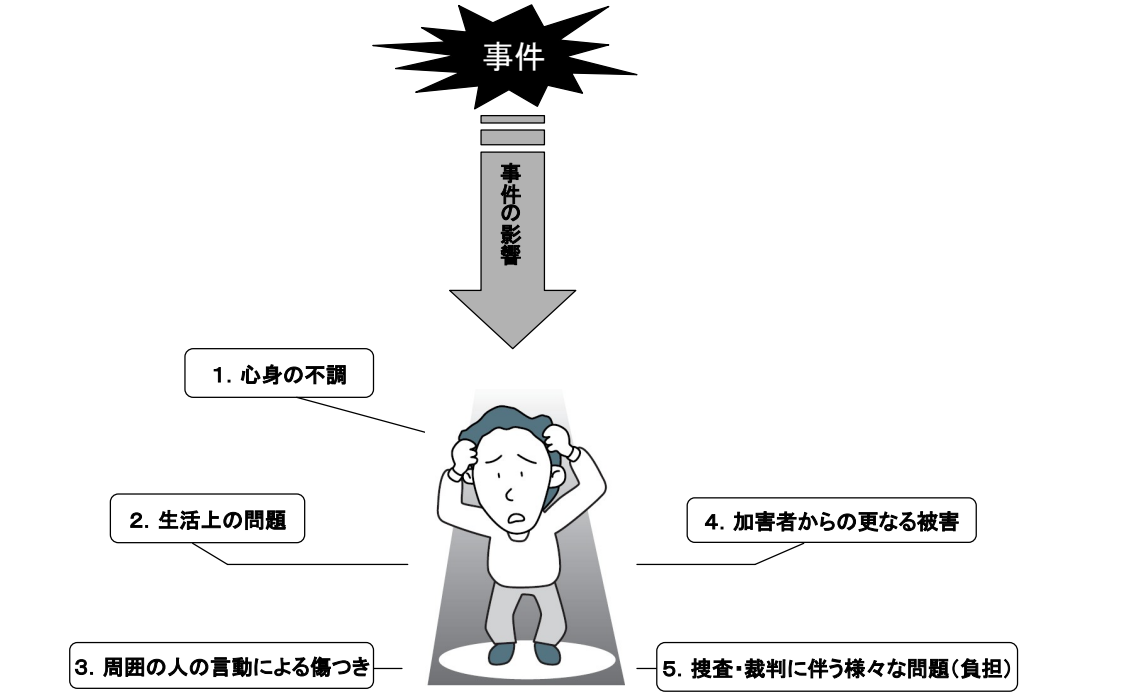 事件
事件の影響
１．心身の不調
２．生活上の問題
４．加害者からの更なる被害
３．周囲の人の言動による傷つき
５．捜査・裁判に伴う様々な問題（負担）